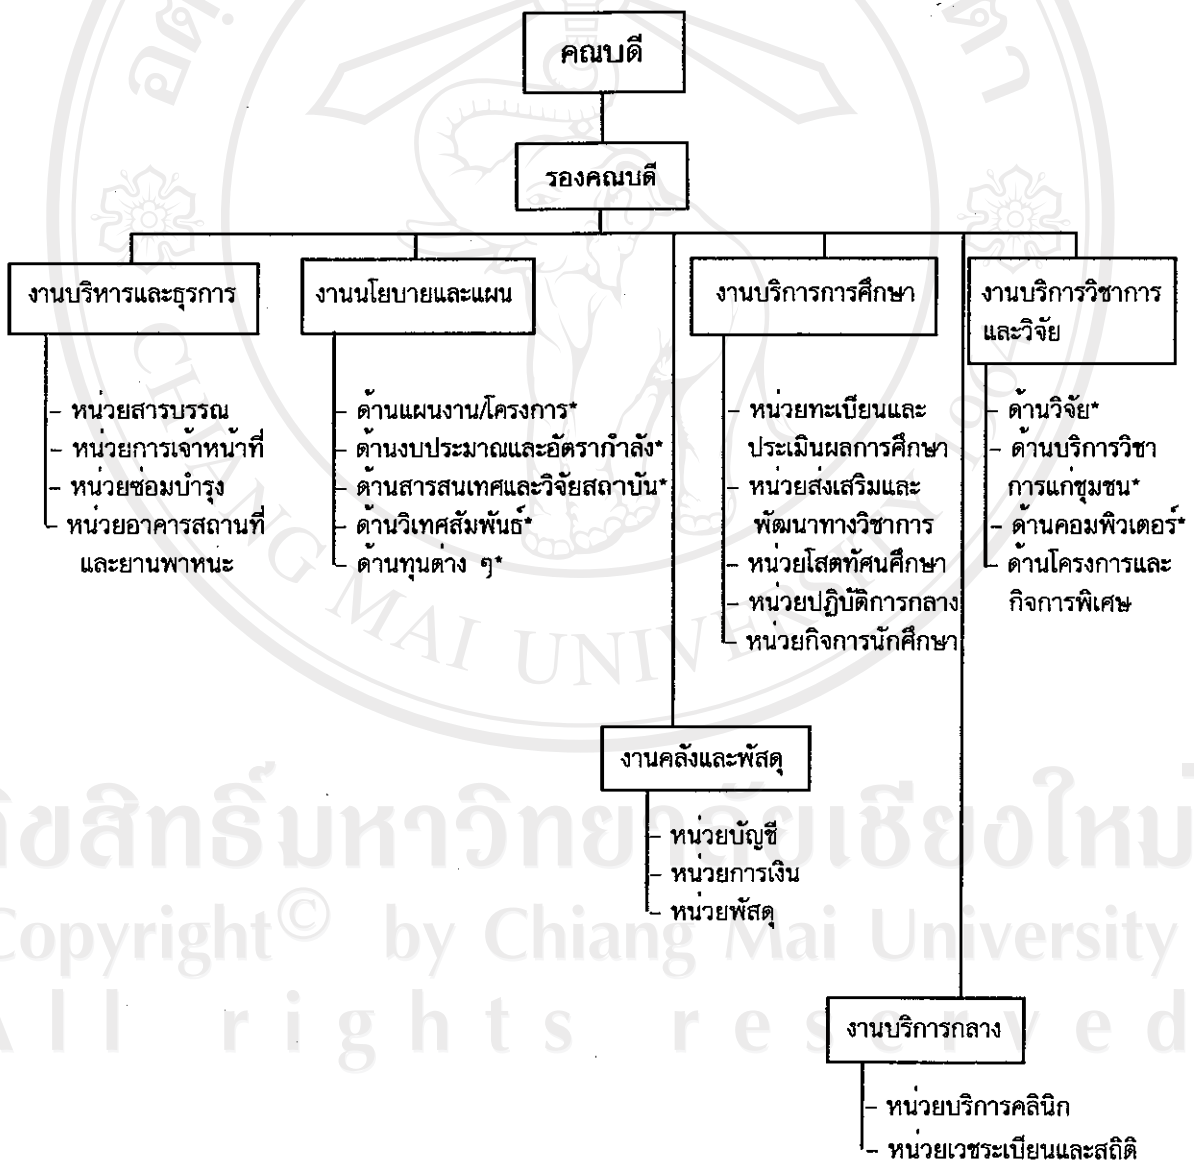 คณบดี
รองคณบดี
งานบริหารและธุรการ
- หน่วยสารบรรณ
- หน่วยการเจ้าหน้าที่
- หน่วยซ่อมบำรุง
- หน่วยอาคารสถานที่
และยานพาหนะ
งานนโยบายและแผน
- ด้านแผนงาน/โครงการ*
- ด้านงบประมาณและอัตรากำลัง*
- ด้านสารสนเทศและวิจัยสถาบัน*
- ด้านวิเทศสัมพันธ์*
- ด้านทุนต่าง ๆ*
งานบริการการศึกษา
- หน่วยทะเบียนและ
ประเมินผลการศึกษา
- หน่วยส่งเสริมและ
พัฒนาทางวิชาการ
- หน่วยโสตทัศนศึกษา
- หน่วยปฏิบัติการกลาง
- หน่วยกิจการนักศึกษา
งานบริการวิชาการ
และวิจัย
- ด้านวิจัย*
- ด้านบริการวิชา
การแก่ชุมชน*
- ด้านคอมพิวเตอร์*
- ด้านโครงการและ
กิจการพิเศษ
งานคลังและพัสดุ
- หน่วยบัญชี
- หน่วยการเงิน
- หน่วยพัสดุ
งานบริการกลาง
- หน่วยบริการคลินิก
- หน่วยเวชระเบียนและสถิติ
CHIANG MAI UNIVERSITY 1964
สิทธิ์มหาวิทยาลัยเชียงใหม่
Copyright© by Chiang Mai University
All rights reserved